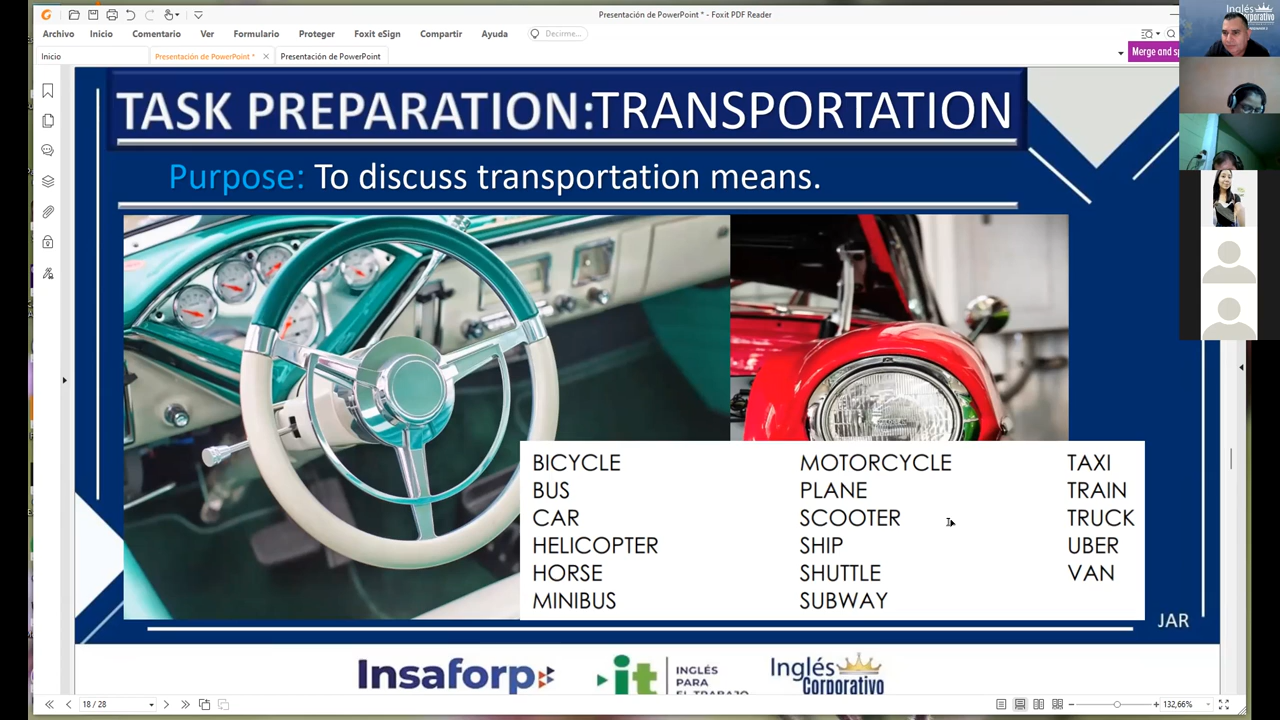 Presentación de PowerPoint * - Foxit PDF Reader
Archivo Inicio Comentario Ver Formulario Proteger Foxit eSign Compartir Ayuda Decirme...
Inicio Presentación de PowerPoint * Presentación de PowerPoint
Merge and
Inglés
Corporativo
TASK PREPARATION:TRANSPORTATION
Purpose: To discuss transportation means.
BICYCLE MOTORCYCLE TAXI
BUS PLANE TRAIN
CAR SCOOTER TRUCK
HELICOPTER SHIP UBER
HORSE SHUTTLE VAN
MINIBUS SUBWAY
JAR
Insaforp
it
INGLÉS
PARA
EL TRABAJO
Inglés
Corporativo
18 / 28
132,66%